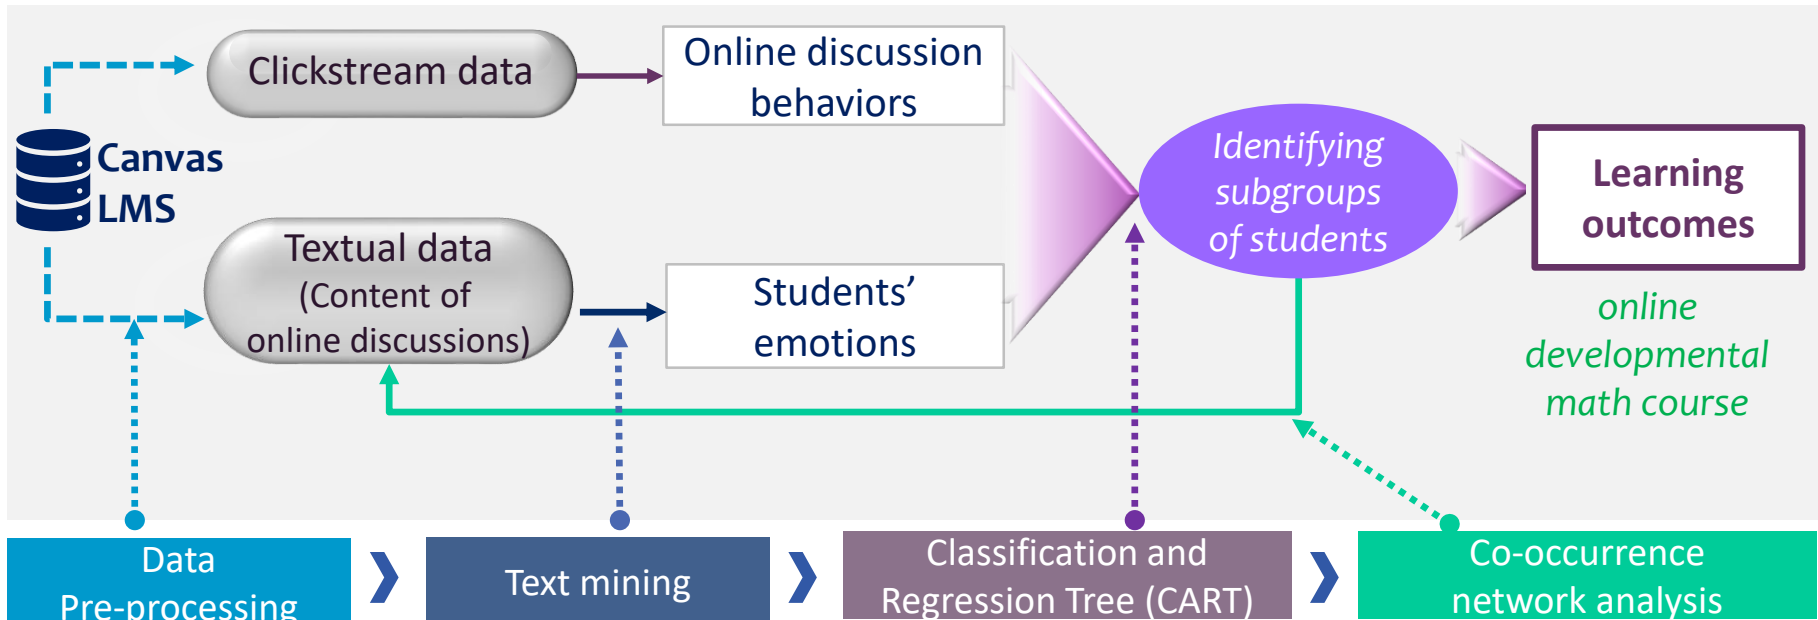 Clickstream data
Online discussion
behaviors
Canvas
LMS
Textual data
(Content of
online discussions)
Students’
emotions
Identifying
subgroups
of students
Learning
outcomes
online
developmental
math course
Data
Pre-processing
Text mining
Classification and
Regression Tree (CART)
Co-occurrence
network analysis